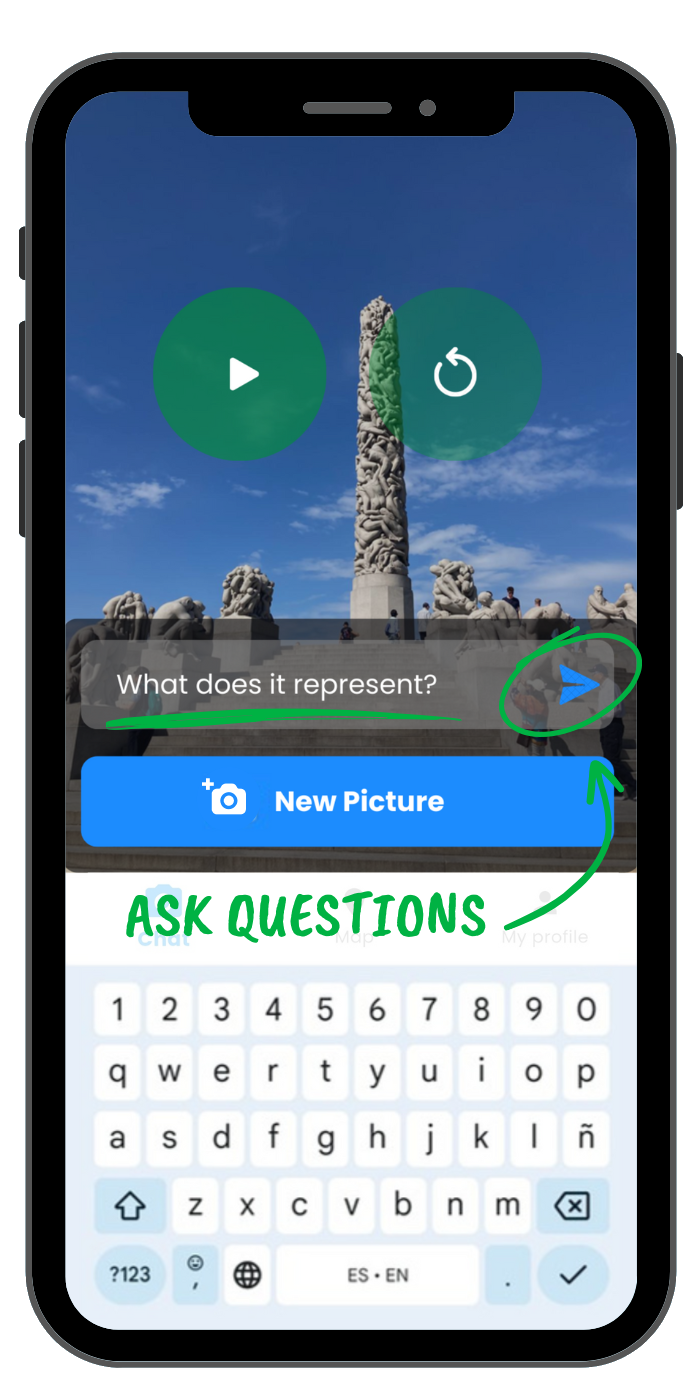 What does it represent?
New Picture
ASK QUESTIONS
Chat Map My profile
1 2 3 4 5 6 7 8 9 0
q w e r t y u i o p
a s d f g h j k l ñ
z x c v b n m
?123 , ES • EN .